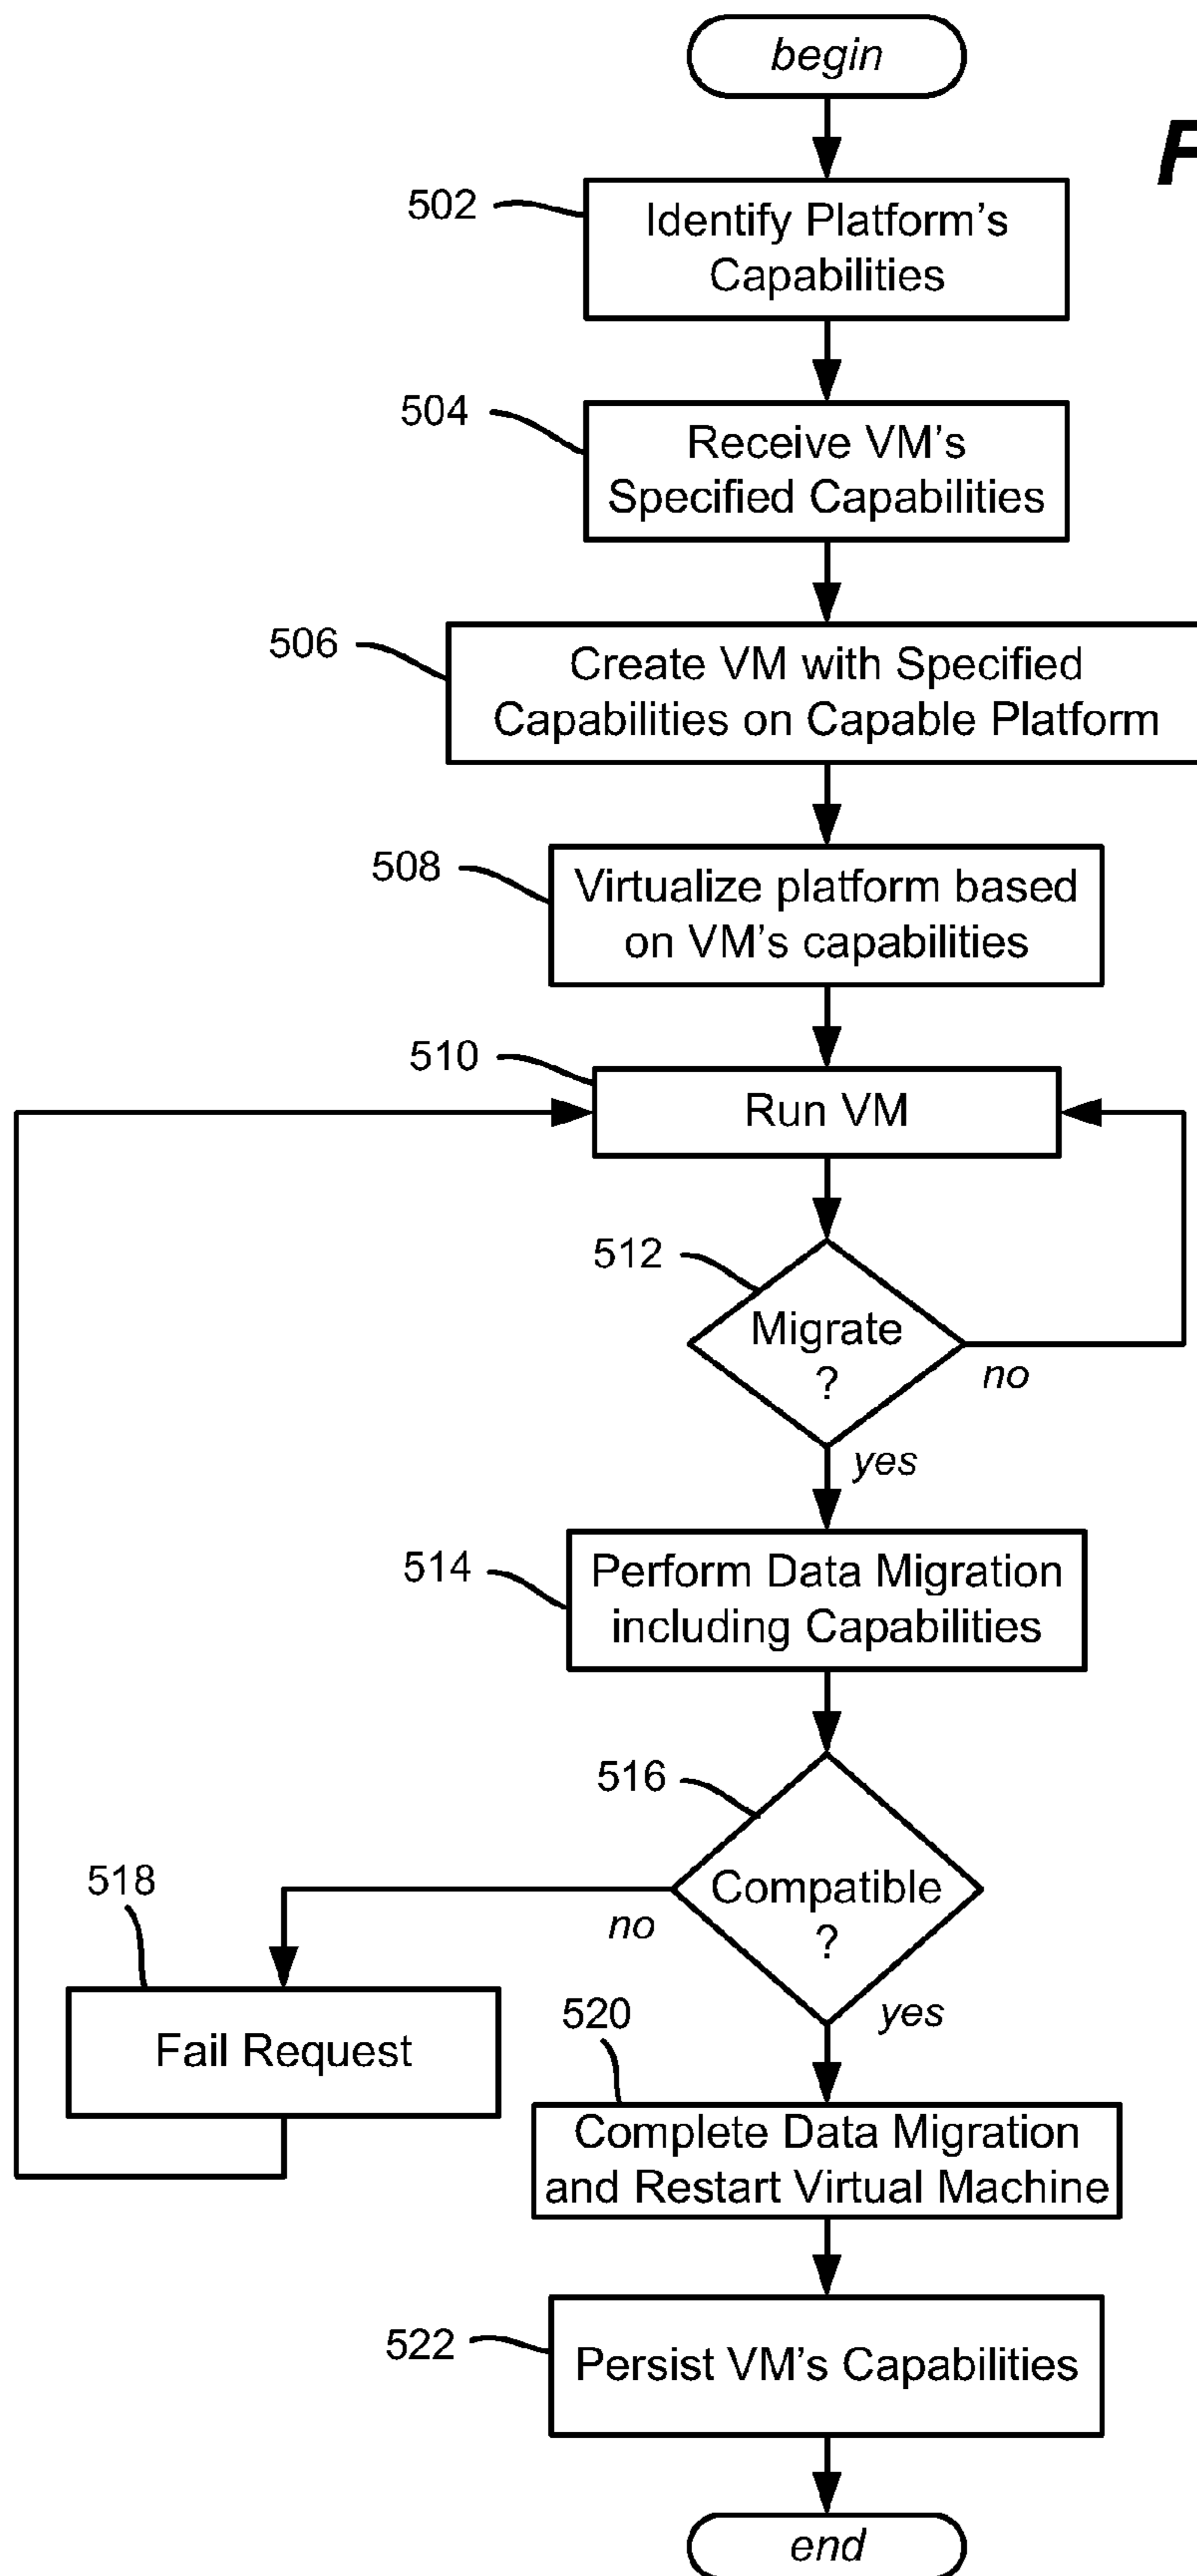 begin
F
502
Identify Platform's
Capabilities
504
Receive VM's
Specified Capabilities
506
Create VM with Specified
Capabilities on Capable Platform
508
Virtualize platform based
on VM's capabilities
510
Run VM
512
Migrate
?
no
yes
514
Perform Data Migration
including Capabilities
516
Compatible
?
no
yes
518
Fail Request
520
Complete Data Migration
and Restart Virtual Machine
522
Persist VM's Capabilities
end